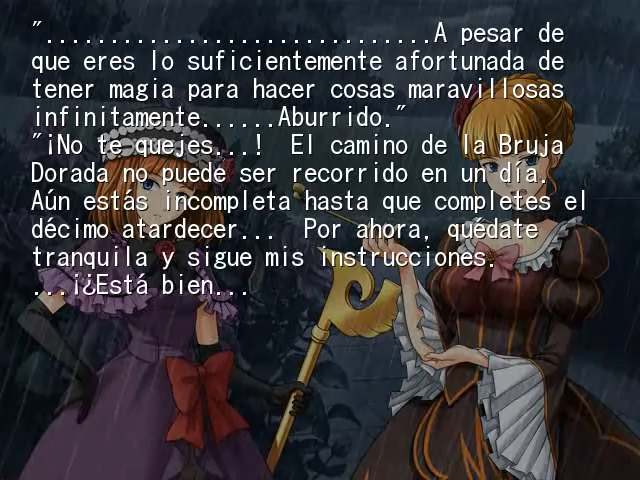 "..............................A pesar de
que eres lo suficientemente afortunada de
tener magia para hacer cosas maravillosas
infinitamente......Aburrido."
"¡No te quejes...!  El camino de la Bruja
Dorada no puede ser recorrido en un día.
Aún estás incompleta hasta que completes el
décimo atardecer...  Por ahora, quédate
tranquila y sigue mis instrucciones.
...¡¿Está bien...